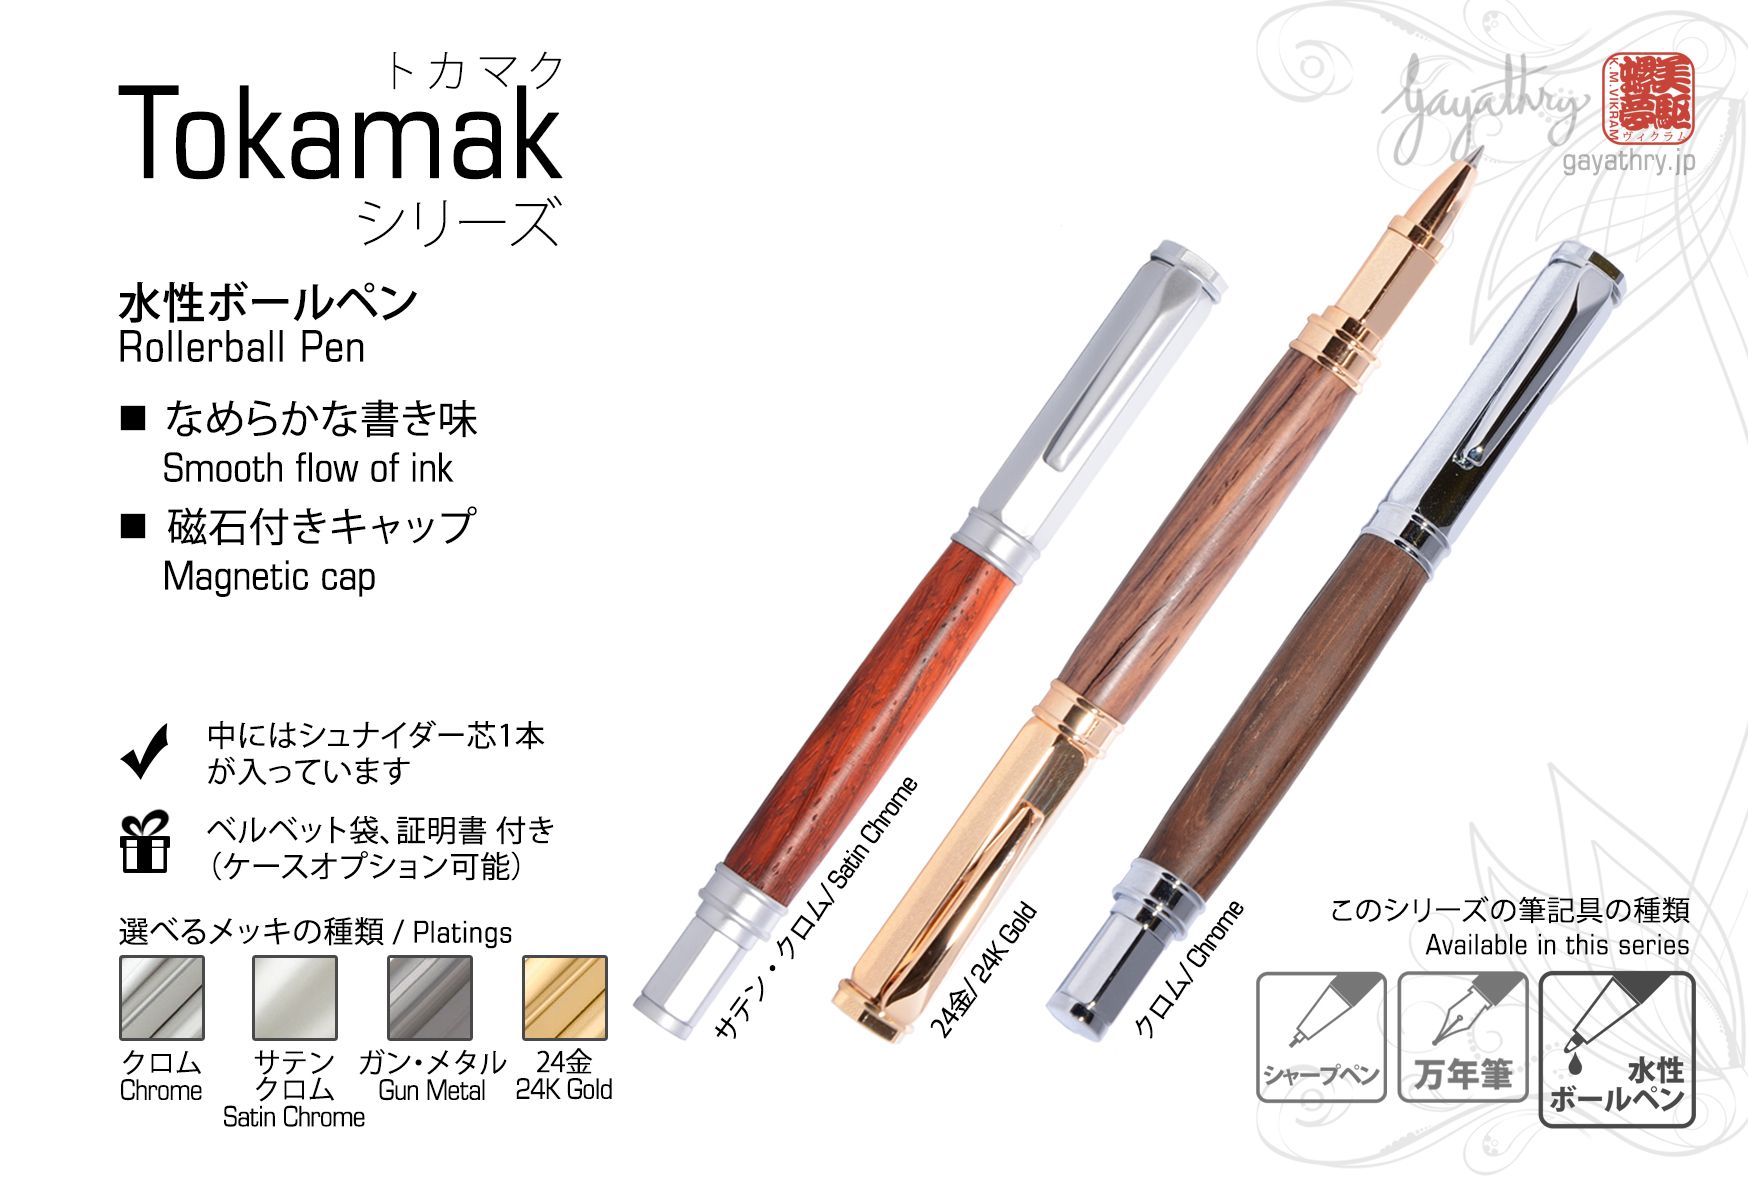 トカマク
Tokamak
シリーズ
水性ボールペン
Rollerball Pen
■ なめらかな書き味
Smooth flow of ink
■ 磁石付きキャップ
Magnetic cap
中にはシュナイダー芯1本
が入っています
ベルベット袋、証明書 付き
（ケースオプション可能）
選べるメッキの種類 / Platings
クロム
Chrome
サテン
クロム
Satin Chrome
ガン・メタル
Gun Metal
24金
24K Gold
サテン・クロム/ Satin Chrome
24金/ 24K Gold
クロム/ Chrome
gayathry
K.M.VIKRAM
ヴィクラム
gayathry.jp
このシリーズの筆記具の種類
Available in this series
シャープペン
万年筆
水性
ボールペン